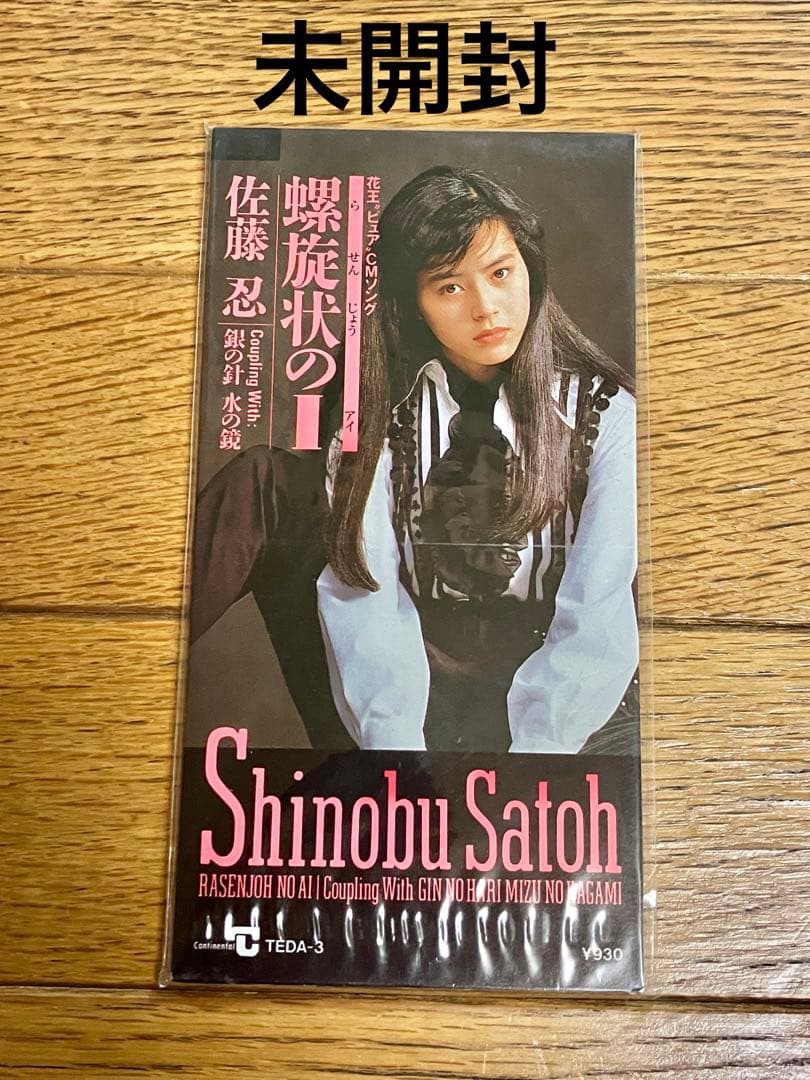 未開封
花王"ピュア"CMソング
螺旋状のI
らせんじょう アイ
佐藤 忍
Coupling With:
銀の針 水の鏡
Shinobu Satoh
RASENJOH NO AI | Coupling With GIN NO HARI MIZU NO KAGAMI
Continental TEDA-3
¥930